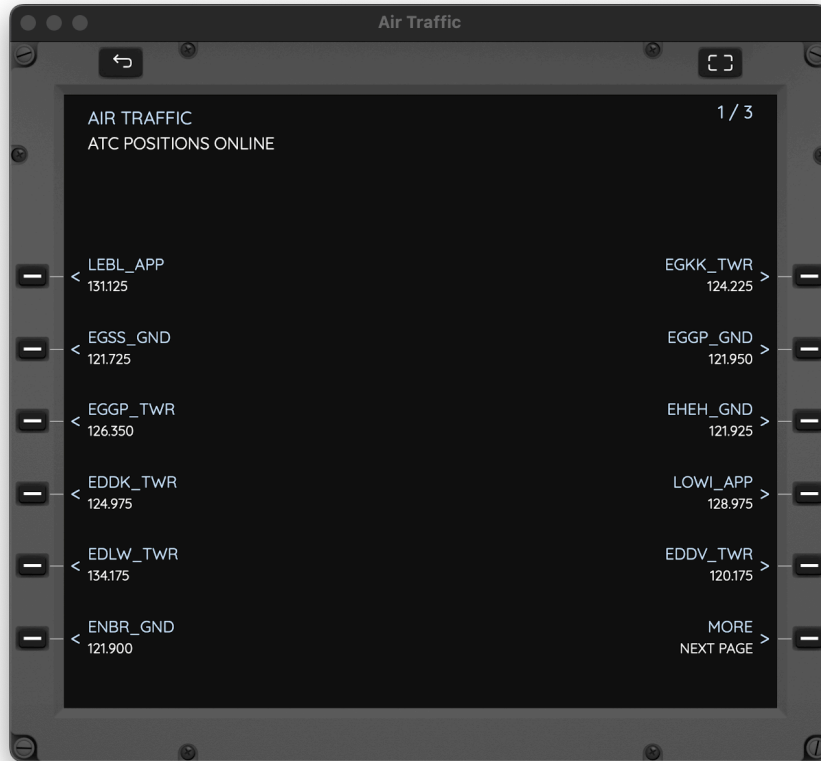 Air Traffic
AIR TRAFFIC
1 / 3
ATC POSITIONS ONLINE
< LEBL_APP
131.125
EGKK_TWR >
124.225
< EGSS_GND
121.725
EGGP_GND >
121.950
< EGGP_TWR
126.350
EHEH_GND >
121.925
< EDDK_TWR
124.975
LOWI_APP >
128.975
< EDLW_TWR
134.175
EDDV_TWR >
120.175
< ENBR_GND
121.900
MORE >
NEXT PAGE